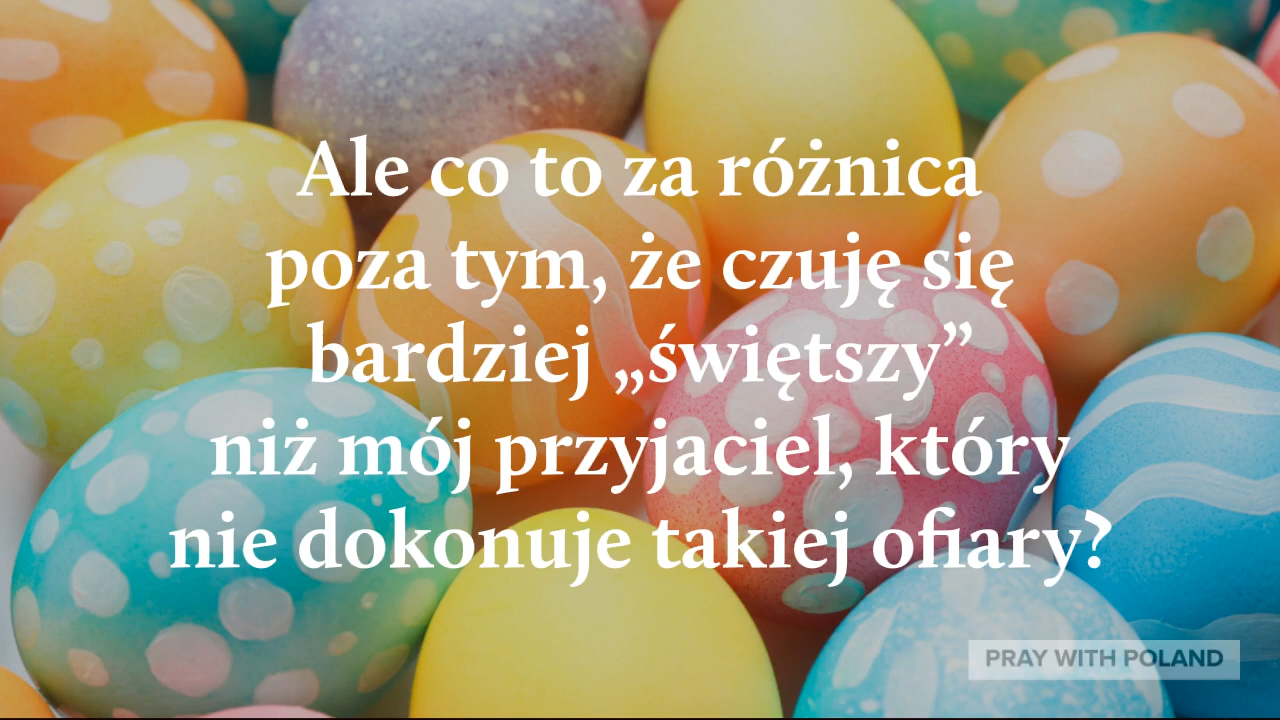 Ale co to za różnica
poza tym, że czuję się
bardziej „świętszy”
niż mój przyjaciel, który
nie dokonuje takiej ofiary?
PRAY WITH POLAND